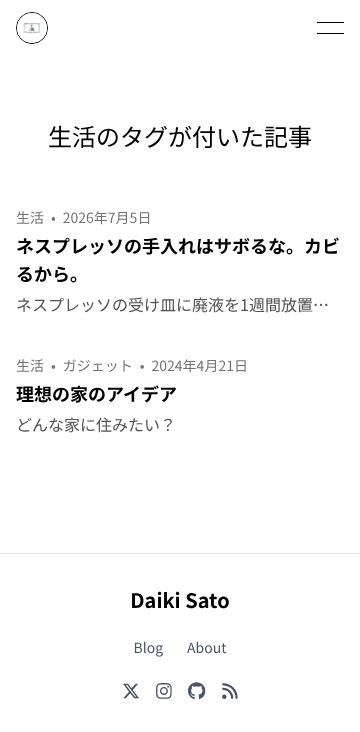 生活のタグが付いた記事
生活 • 2026年7月5日
ネスプレッソの手入れはサボるな。カビ
るから。
ネスプレッソの受け皿に廃液を1週間放置…
生活 • ガジェット • 2024年4月21日
理想の家のアイデア
どんな家に住みたい？
Daiki Sato
Blog About